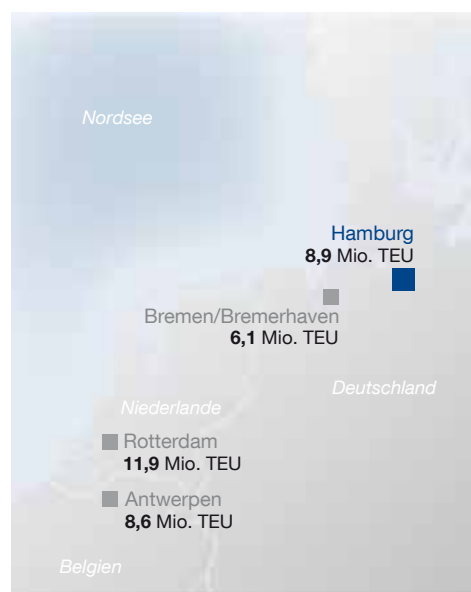 Nordsee
Hamburg
8,9 Mio. TEU
Bremen/Bremerhaven
6,1 Mio. TEU
Deutschland
Niederlande
Rotterdam
11,9 Mio. TEU
Antwerpen
8,6 Mio. TEU
Belgien